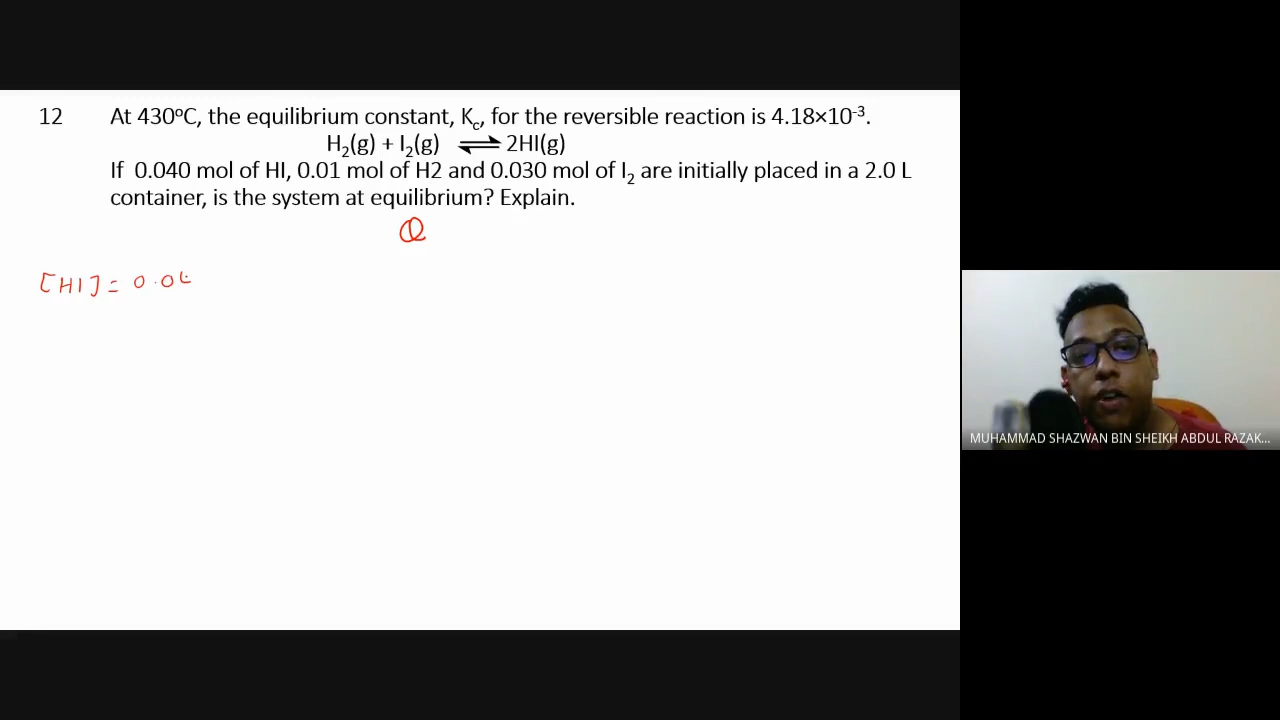 12 At 430ºC, the equilibrium constant, Kc, for the reversible reaction is 4.18×10-3.
H2(g) + I2(g) ⇌ 2HI(g)
If 0.040 mol of HI, 0.01 mol of H2 and 0.030 mol of I2 are initially placed in a 2.0 L
container, is the system at equilibrium? Explain.
Q
[HI] = 0.0
MUHAMMAD SHAZWAN BIN SHEIKH ABDUL RAZAK...